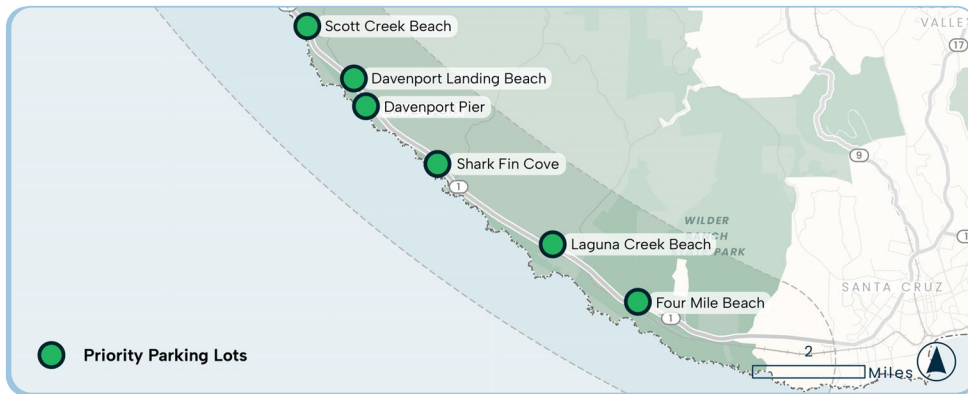 Scott Creek Beach
VALLE
17
Davenport Landing Beach
Davenport Pier
9
Shark Fin Cove
1
WILDER
PARK
Laguna Creek Beach
SANTA CRUZ
Four Mile Beach
1
Priority Parking Lots
2
Miles